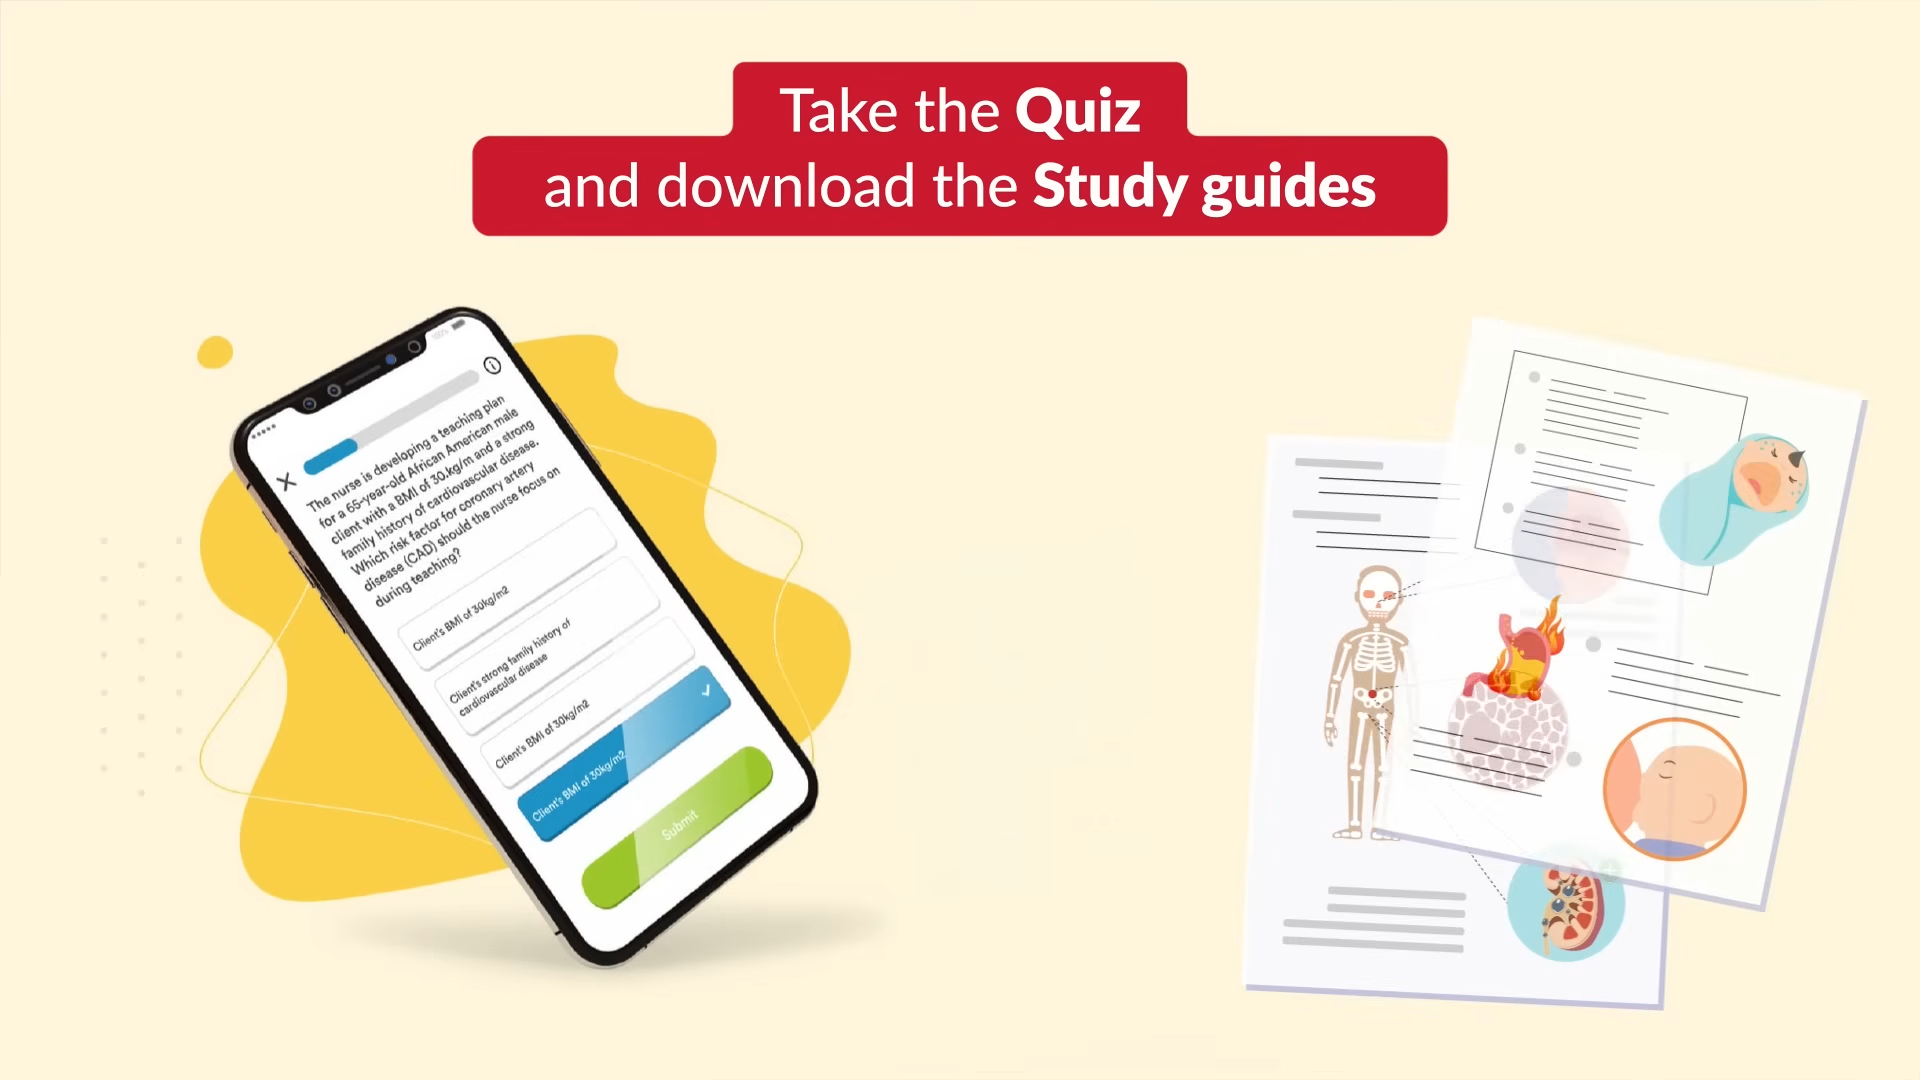 Take the Quiz
and download the Study guides
The nurse is developing a teaching plan
for a 65-year-old African American male
client with a BMI of 30.kg/m and a strong
family history of cardiovascular disease.
Which risk factor for coronary artery
disease (CAD) should the nurse focus on
during teaching?
Client's BMI of 30kg/m2
Client's strong family history of
cardiovascular disease
Client's BMI of 30kg/m2
Client's BMI of 30kg/m2
Submit